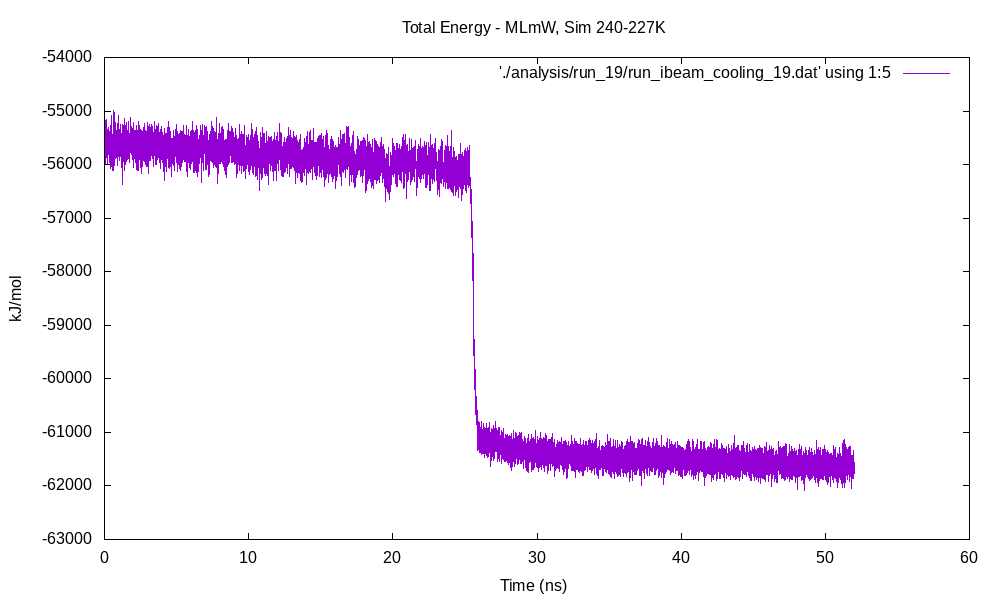 Total Energy - MLmW, Sim 240-227K
'./analysis/run_19/run_ibeam_cooling_19.dat' using 1:5
-54000
-55000
-56000
-57000
-58000
-59000
-60000
-61000
-62000
-63000
kJ/mol
0 10 20 30 40 50 60
Time (ns)